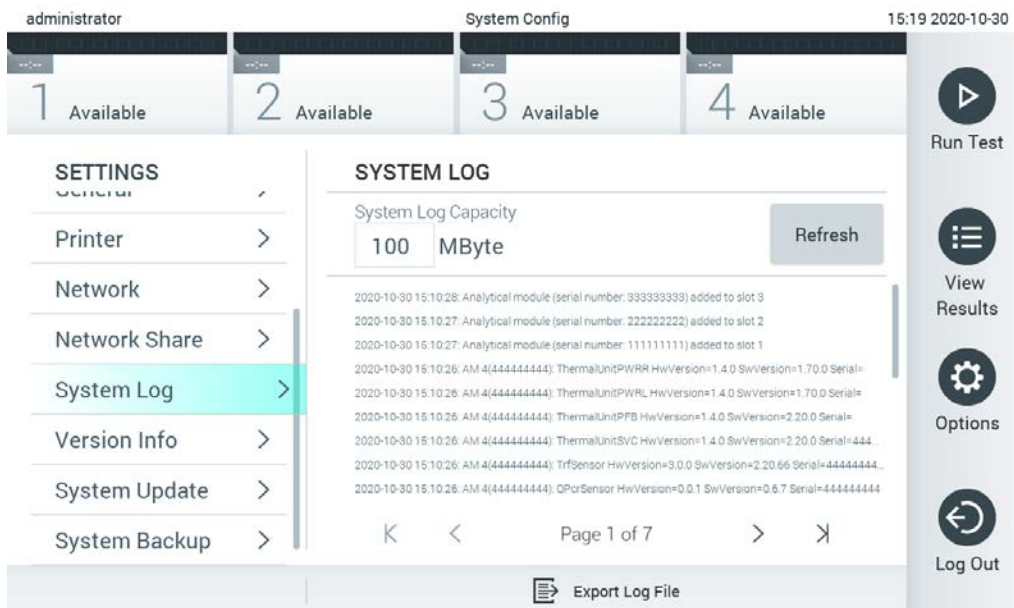 administrator
System Config
15:19 2020-10-30
--:--
--:--
--:--
--:--
1 Available
2 Available
3 Available
4 Available
Run Test
View
Results
Options
Log Out
SETTINGS
General
Printer
Network
Network Share
System Log
Version Info
System Update
System Backup
SYSTEM LOG
System Log Capacity
100 MByte
Refresh
2020-10-30 15:10:28: Analytical module (serial number: 333333333) added to slot 3
2020-10-30 15:10:27: Analytical module (serial number: 222222222) added to slot 2
2020-10-30 15:10:27: Analytical module (serial number: 111111111) added to slot 1
2020-10-30 15:10:26: AM 4(444444444): ThermalUnitPWRR HwVersion=1.4.0 SwVersion=1.70.0 Serial=
2020-10-30 15:10:26: AM 4(444444444): ThermalUnitPWRL HwVersion=1.4.0 SwVersion=1.70.0 Serial=
2020-10-30 15:10:26: AM 4(444444444): ThermalUnitPFB HwVersion=1.4.0 SwVersion=2.20.0 Serial=
2020-10-30 15:10:26: AM 4(444444444): ThermalUnitSVC HwVersion=1.4.0 SwVersion=2.20.0 Serial=444...
2020-10-30 15:10:26: AM 4(444444444): TrfSensor HwVersion=3.0.0 SwVersion=2.20.66 Serial=44444444...
2020-10-30 15:10:26: AM 4(444444444): QPcrSensor HwVersion=0.0.1 SwVersion=0.6.7 Serial=444444444
Page 1 of 7
Export Log File